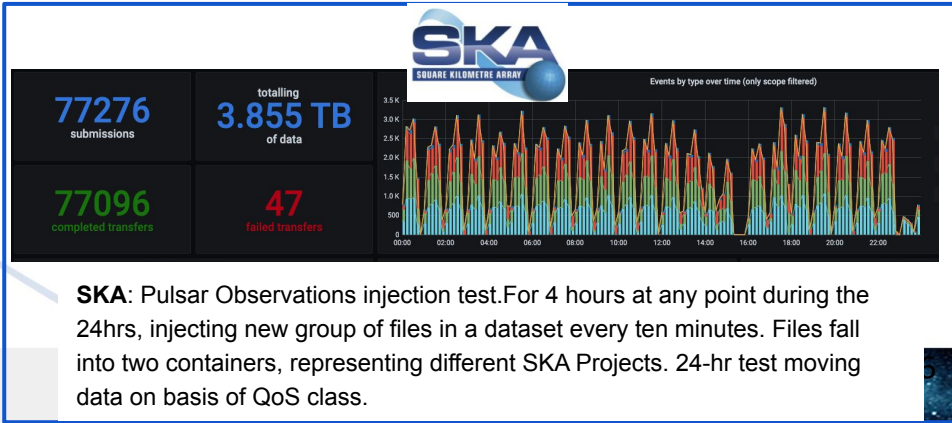 SKA
SQUARE KILOMETRE ARRAY
77276
submissions
totalling
3.855 TB
of data
77096
completed transfers
47
failed transfers
Events by type over time (only scope filtered)
3.5 K
3.0 K
2.5 K
2.0 K
1.5 K
1.0 K
500
0
00:00 02:00 04:00 06:00 08:00 10:00 12:00 14:00 16:00 18:00 20:00 22:00
SKA: Pulsar Observations injection test.For 4 hours at any point during the
24hrs, injecting new group of files in a dataset every ten minutes. Files fall
into two containers, representing different SKA Projects. 24-hr test moving
data on basis of QoS class.